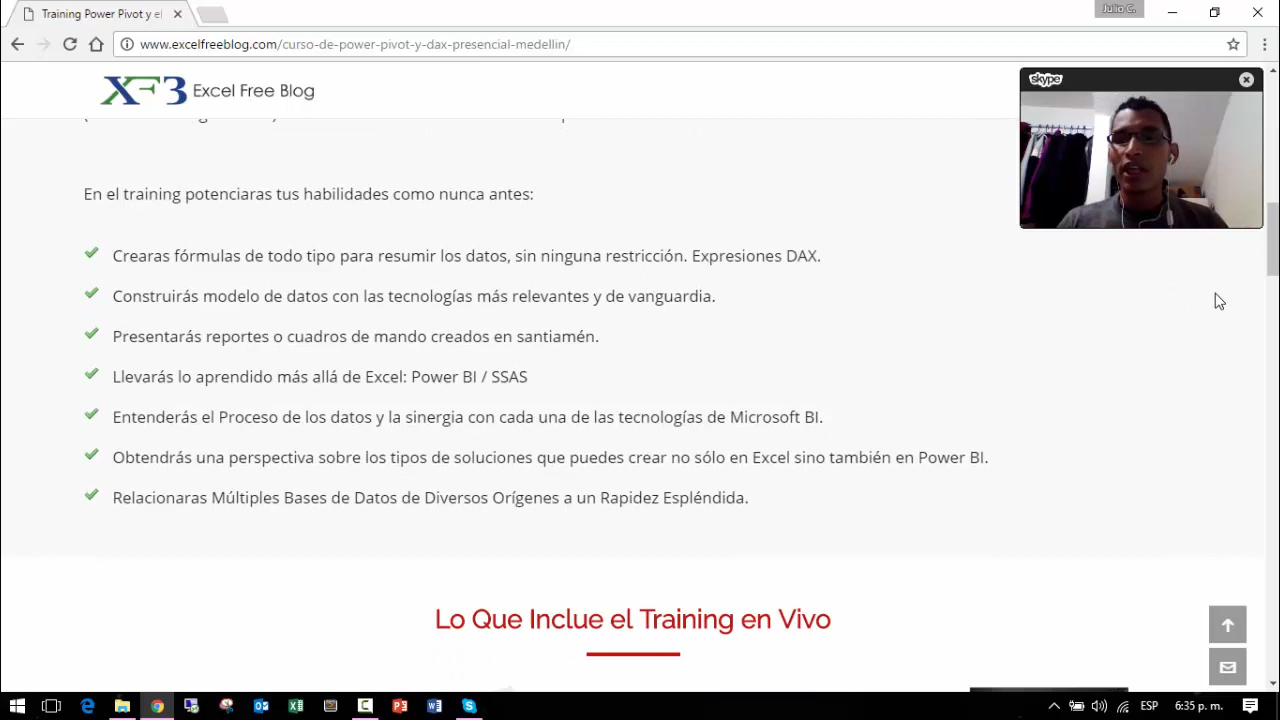 Training Power Pivot y el
Julio C.
www.excelfreeblog.com/curso-de-power-pivot-y-dax-presencial-medellin/
XF3 Excel Free Blog
skype
En el training potenciaras tus habilidades como nunca antes:
Crearas fórmulas de todo tipo para resumir los datos, sin ninguna restricción. Expresiones DAX.
Construirás modelo de datos con las tecnologías más relevantes y de vanguardia.
Presentarás reportes o cuadros de mando creados en santiamén.
Llevarás lo aprendido más allá de Excel: Power BI / SSAS
Entenderás el Proceso de los datos y la sinergia con cada una de las tecnologías de Microsoft BI.
Obtendrás una perspectiva sobre los tipos de soluciones que puedes crear no sólo en Excel sino también en Power BI.
Relacionaras Múltiples Bases de Datos de Diversos Orígenes a un Rapidez Espléndida.
Lo Que Inclue el Training en Vivo
ESP
6:35 p. m.